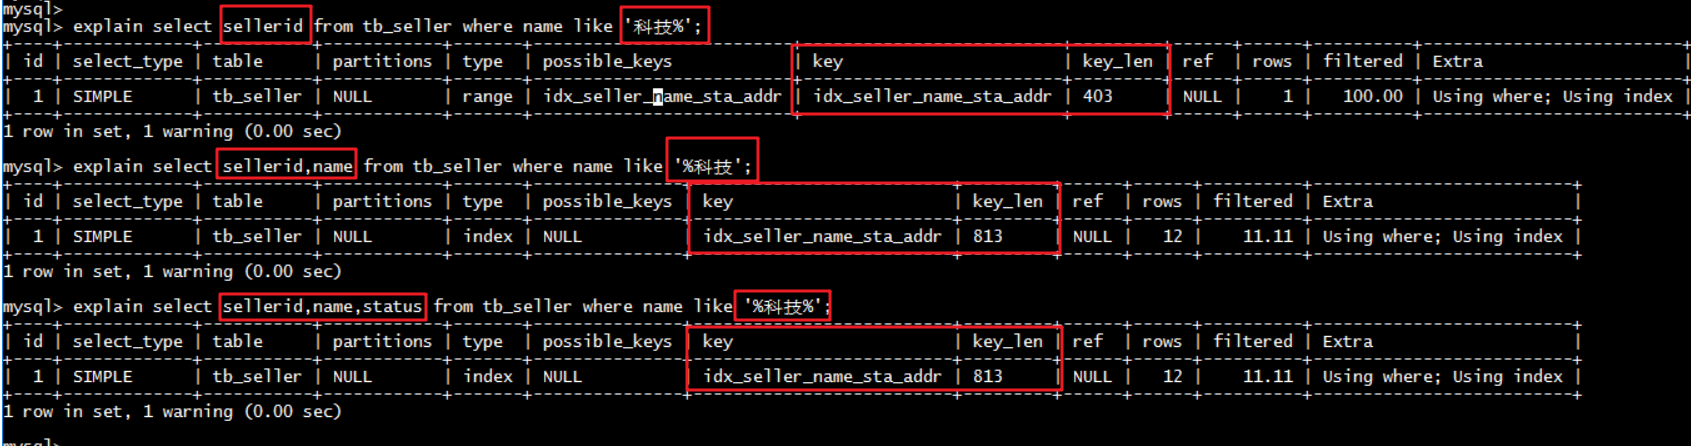 mysql>
mysql> explain select sellerid from tb_seller where name like '科技%';
+----+-------------+-----------+------------+-------+--------------------------+--------------------------+---------+------+------+----------+--------------------------+
| id | select_type | table | partitions | type | possible_keys | key | key_len | ref | rows | filtered | Extra |
+----+-------------+-----------+------------+-------+--------------------------+--------------------------+---------+------+------+----------+--------------------------+
| 1 | SIMPLE | tb_seller | NULL | range | idx_seller_name_sta_addr | idx_seller_name_sta_addr | 403 | NULL | 1 | 100.00 | Using where; Using index |
+----+-------------+-----------+------------+-------+--------------------------+--------------------------+---------+------+------+----------+--------------------------+
1 row in set, 1 warning (0.00 sec)
mysql> explain select sellerid,name from tb_seller where name like '%科技';
+----+-------------+-----------+------------+-------+---------------+--------------------------+---------+------+------+----------+--------------------------+
| id | select_type | table | partitions | type | possible_keys | key | key_len | ref | rows | filtered | Extra |
+----+-------------+-----------+------------+-------+---------------+--------------------------+---------+------+------+----------+--------------------------+
| 1 | SIMPLE | tb_seller | NULL | index | NULL | idx_seller_name_sta_addr | 813 | NULL | 12 | 11.11 | Using where; Using index |
+----+-------------+-----------+------------+-------+---------------+--------------------------+---------+------+------+----------+--------------------------+
1 row in set, 1 warning (0.00 sec)
mysql> explain select sellerid,name,status from tb_seller where name like '%科技%';
+----+-------------+-----------+------------+-------+---------------+--------------------------+---------+------+------+----------+--------------------------+
| id | select_type | table | partitions | type | possible_keys | key | key_len | ref | rows | filtered | Extra |
+----+-------------+-----------+------------+-------+---------------+--------------------------+---------+------+------+----------+--------------------------+
| 1 | SIMPLE | tb_seller | NULL | index | NULL | idx_seller_name_sta_addr | 813 | NULL | 12 | 11.11 | Using where; Using index |
+----+-------------+-----------+------------+-------+---------------+--------------------------+---------+------+------+----------+--------------------------+
1 row in set, 1 warning (0.00 sec)
mysql>